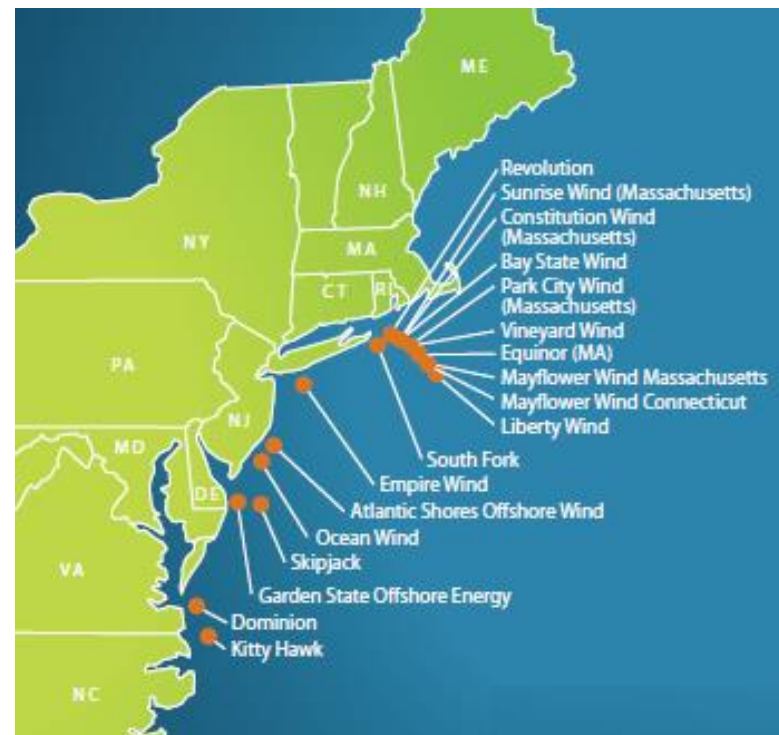 ME
NH
NY
MA
CT
RI
PA
NJ
MD
DE
VA
NC
Revolution
Sunrise Wind (Massachusetts)
Constitution Wind
(Massachusetts)
Bay State Wind
Park City Wind
(Massachusetts)
Vineyard Wind
Equinor (MA)
Mayflower Wind Massachusetts
Mayflower Wind Connecticut
Liberty Wind
South Fork
Empire Wind
Atlantic Shores Offshore Wind
Ocean Wind
Skipjack
Garden State Offshore Energy
Dominion
Kitty Hawk